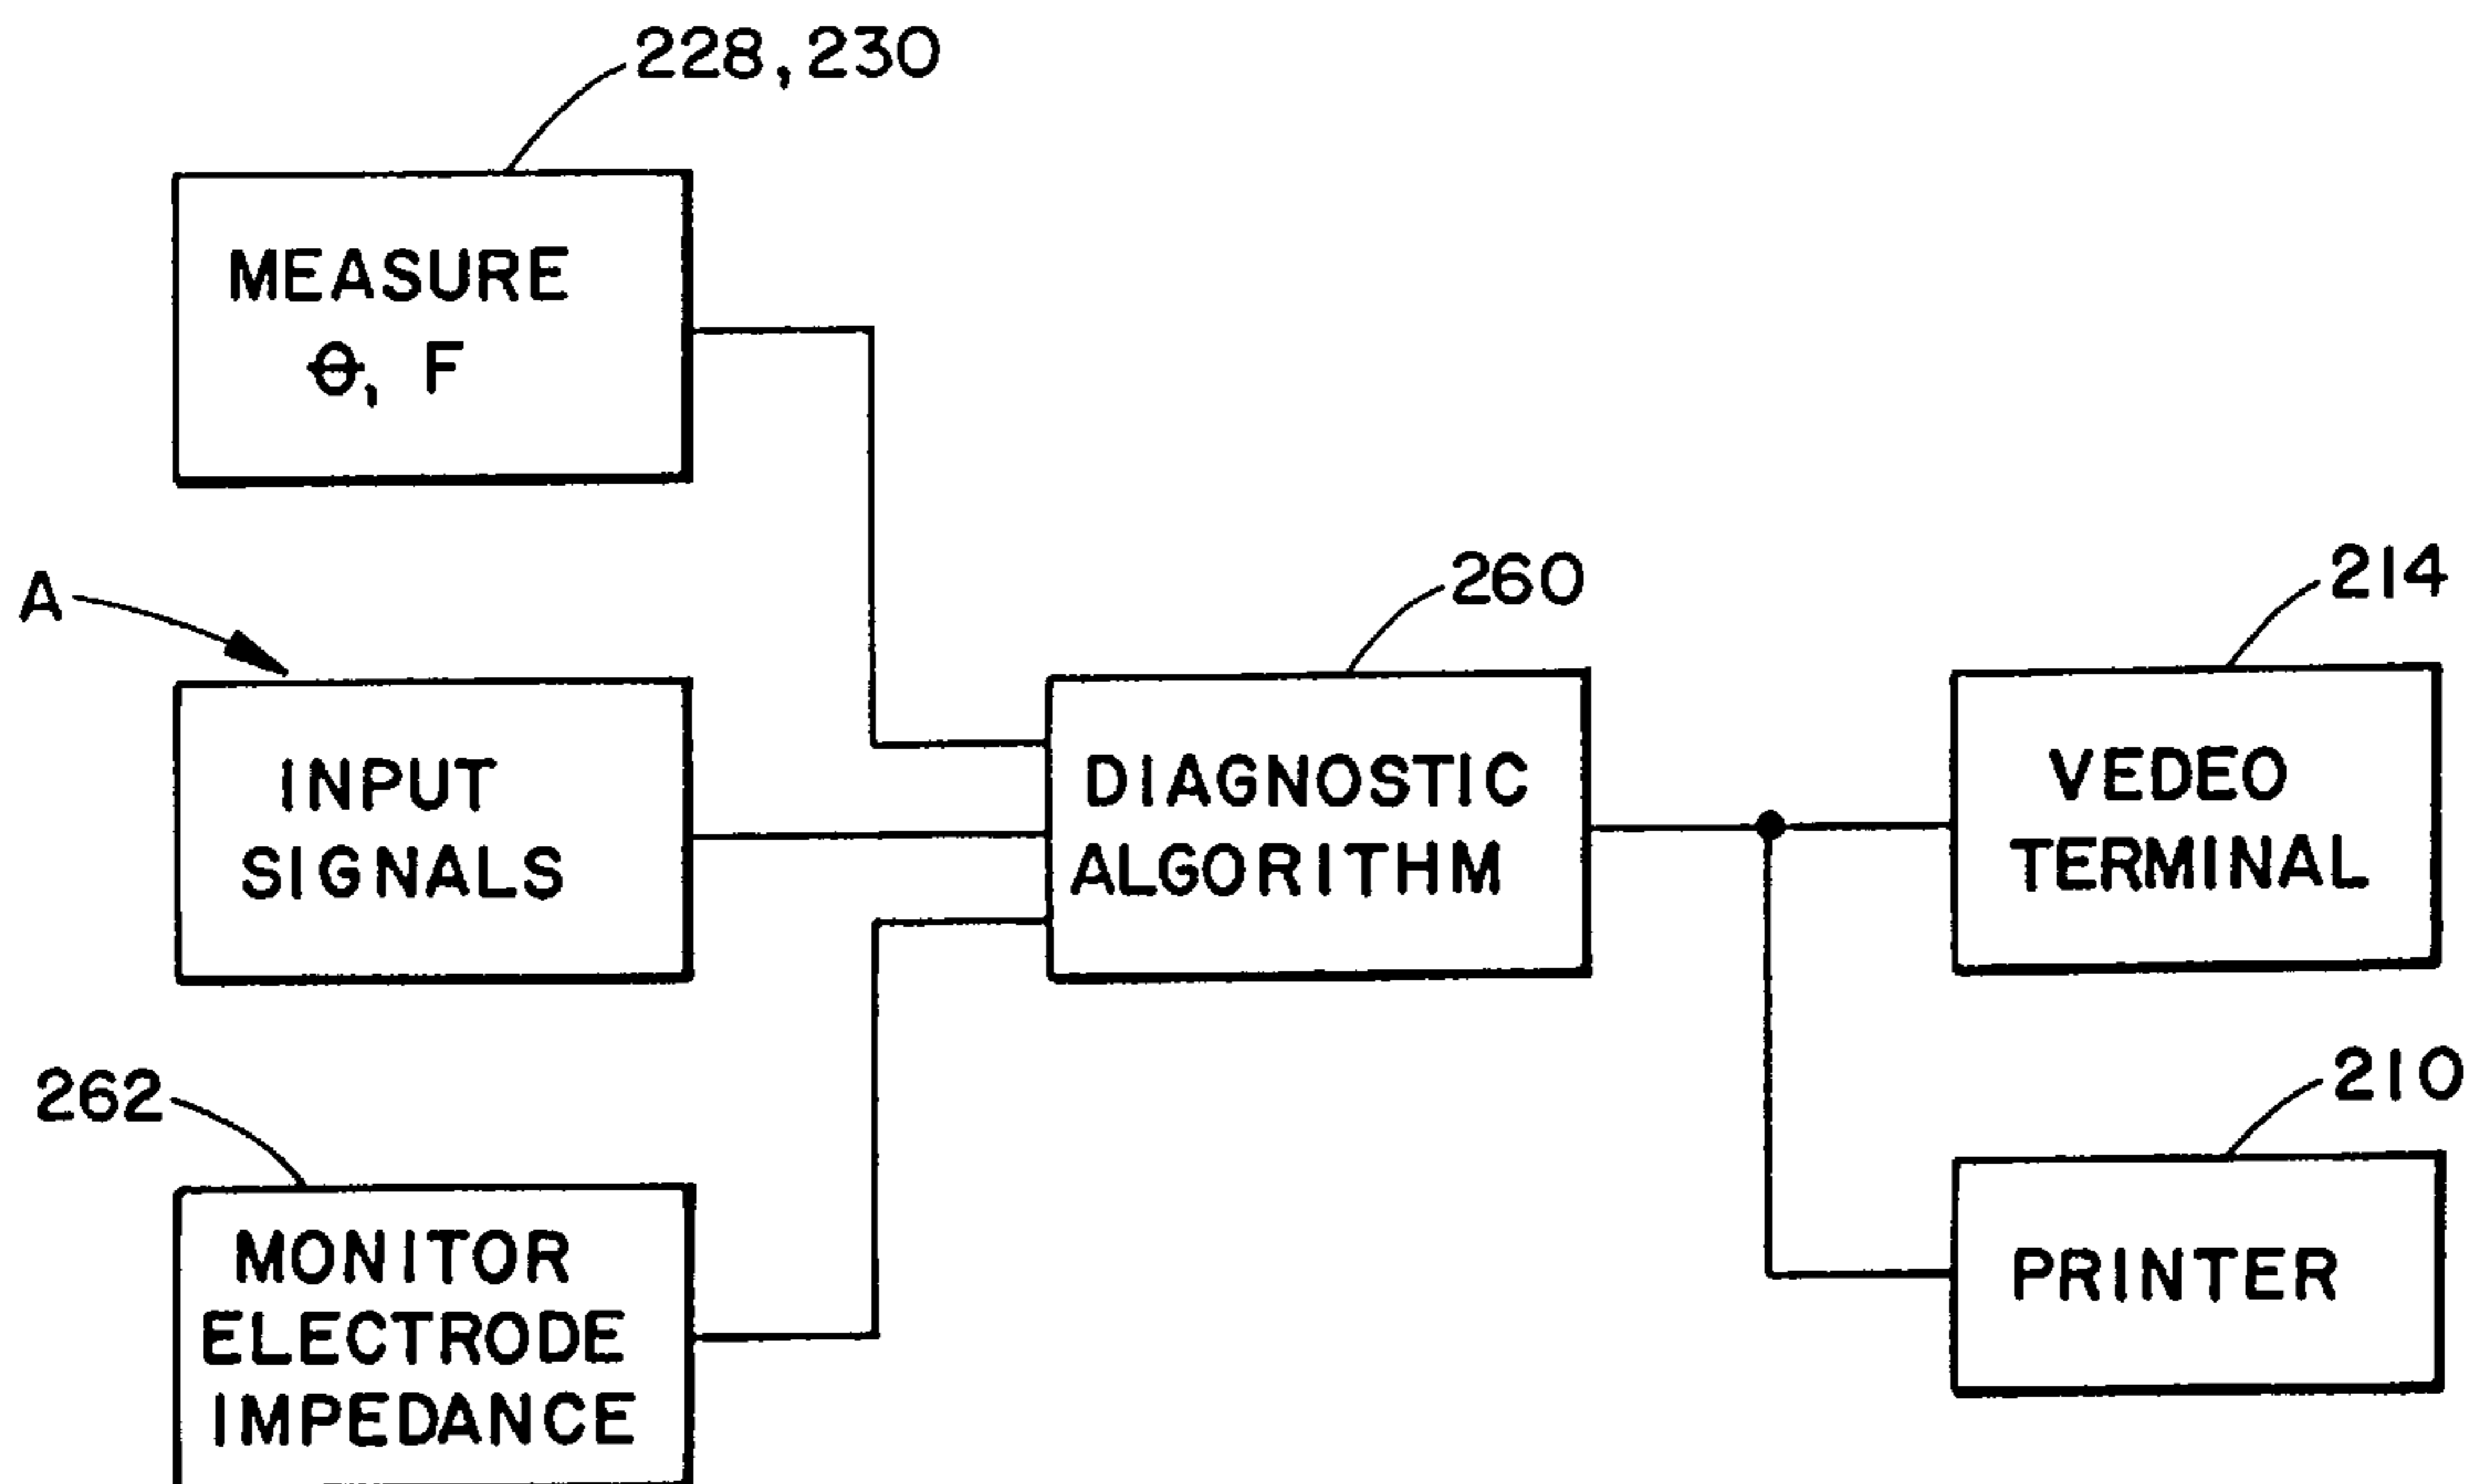 228, 230
MEASURE
Θ, F
A
INPUT
SIGNALS
260
DIAGNOSTIC
ALGORITHM
214
VEDEO
TERMINAL
262
MONITOR
ELECTRODE
IMPEDANCE
210
PRINTER